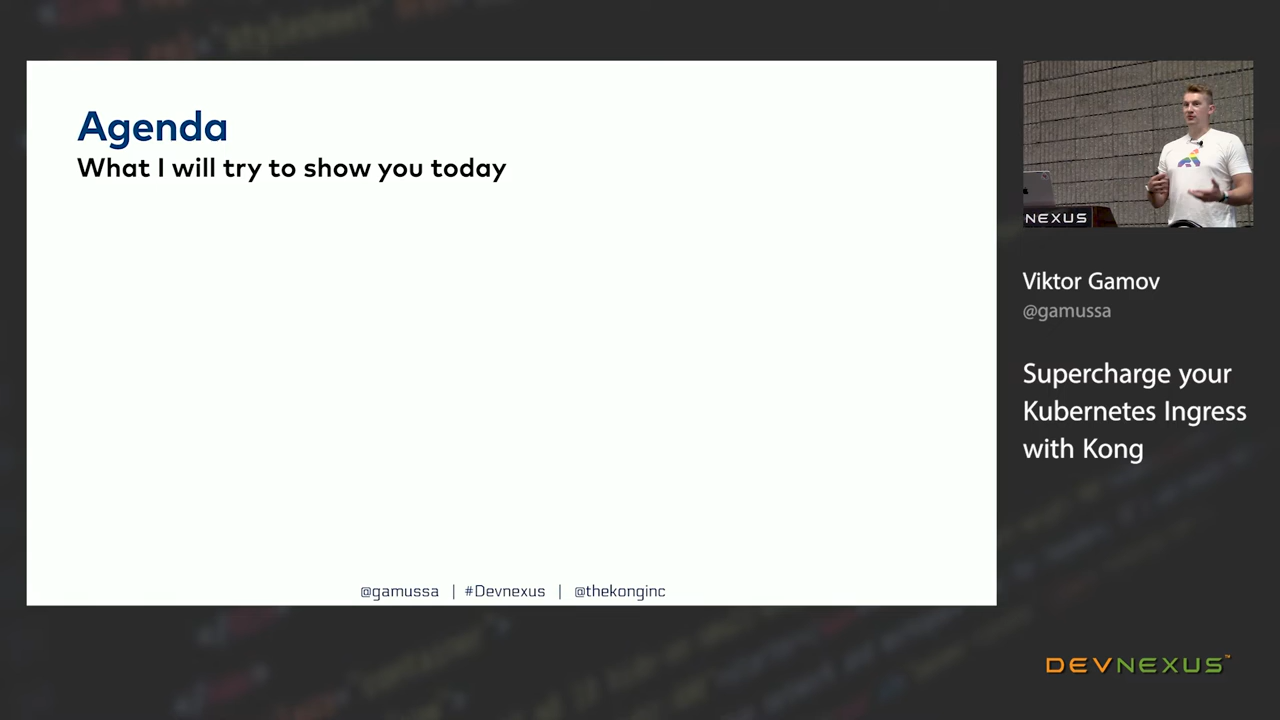 Agenda
What I will try to show you today
@gamussa | #Devnexus | @thekonginc
NEXUS
Viktor Gamov
@gamussa
Supercharge your
Kubernetes Ingress
with Kong
DEVNEXUS™